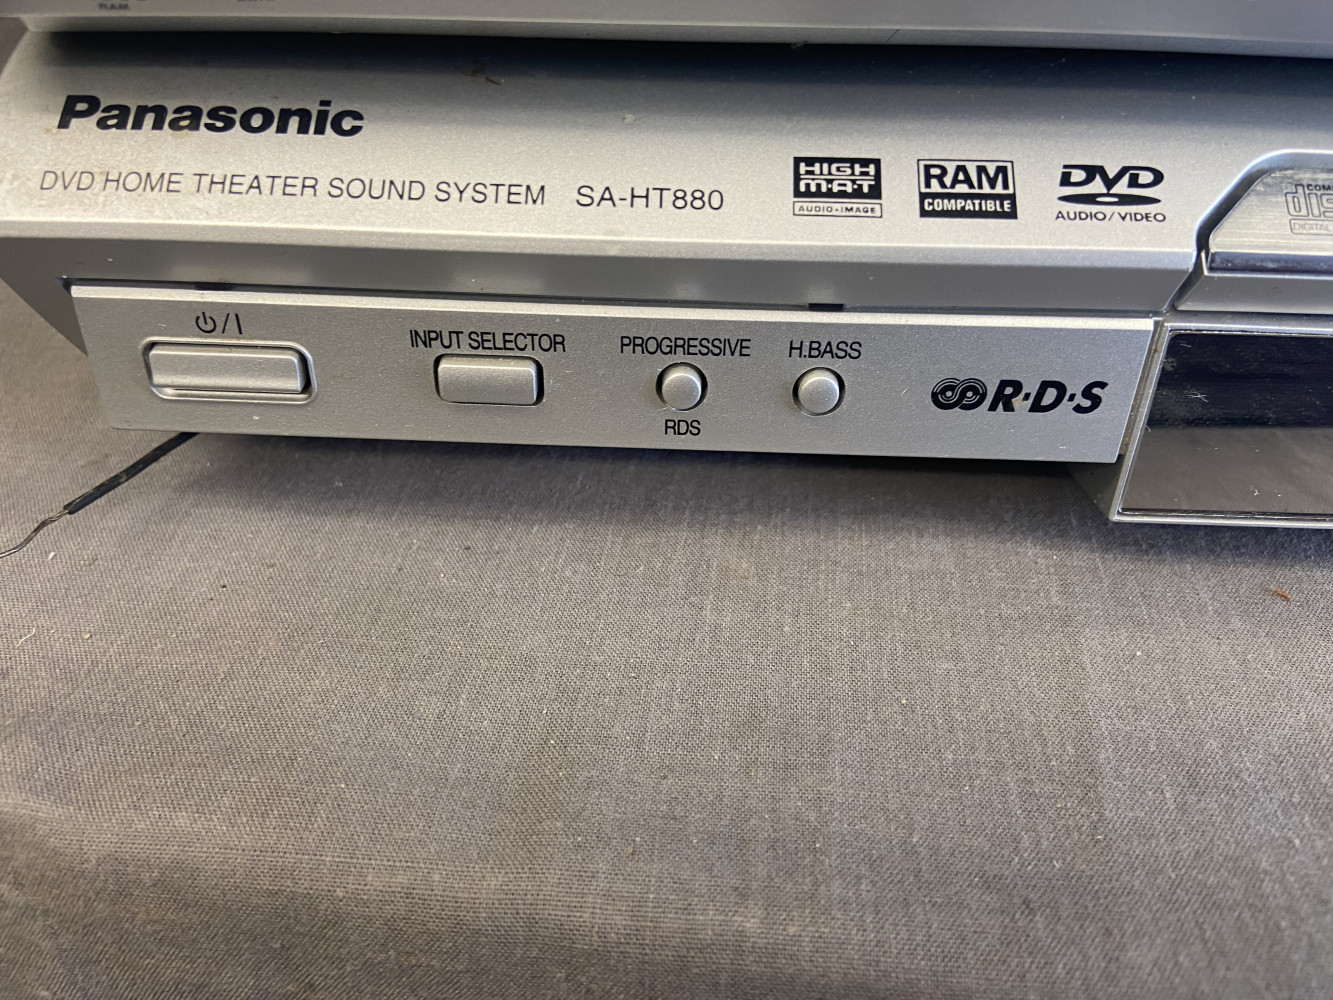 RAM
Panasonic
DVD HOME THEATER SOUND SYSTEM SA-HT880
HIGH
M·A·T
AUDIO+IMAGE
RAM
COMPATIBLE
DVD
AUDIO/VIDEO
⏻/I
INPUT SELECTOR
PROGRESSIVE
RDS
H.BASS
R·D·S